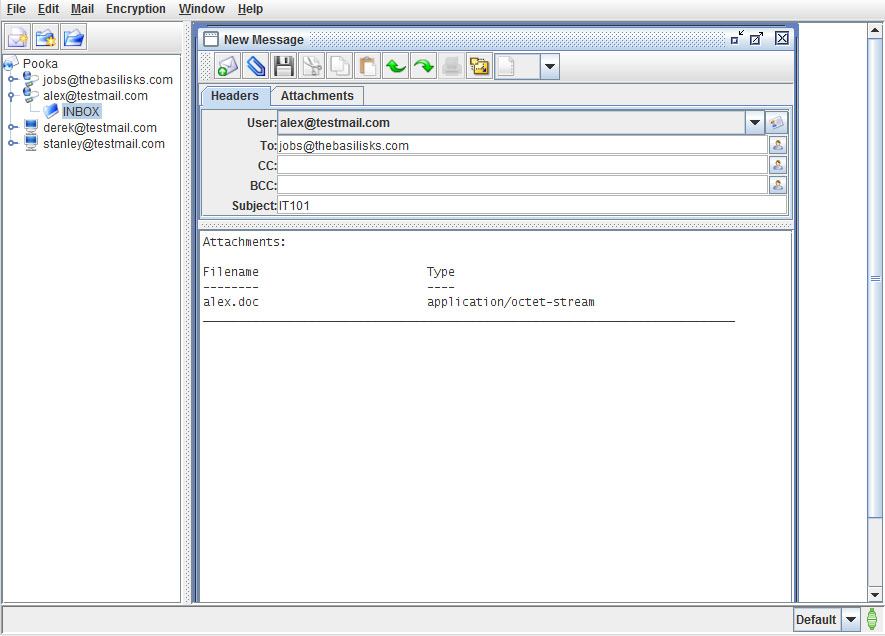 File Edit Mail Encryption Window Help
Pooka
jobs@thebasilisks.com
alex@testmail.com
INBOX
derek@testmail.com
stanley@testmail.com
New Message
Headers Attachments
User: alex@testmail.com
To: jobs@thebasilisks.com
CC:
BCC:
Subject: IT101
Attachments:
Filename Type
-------- ----
alex.doc application/octet-stream
Default